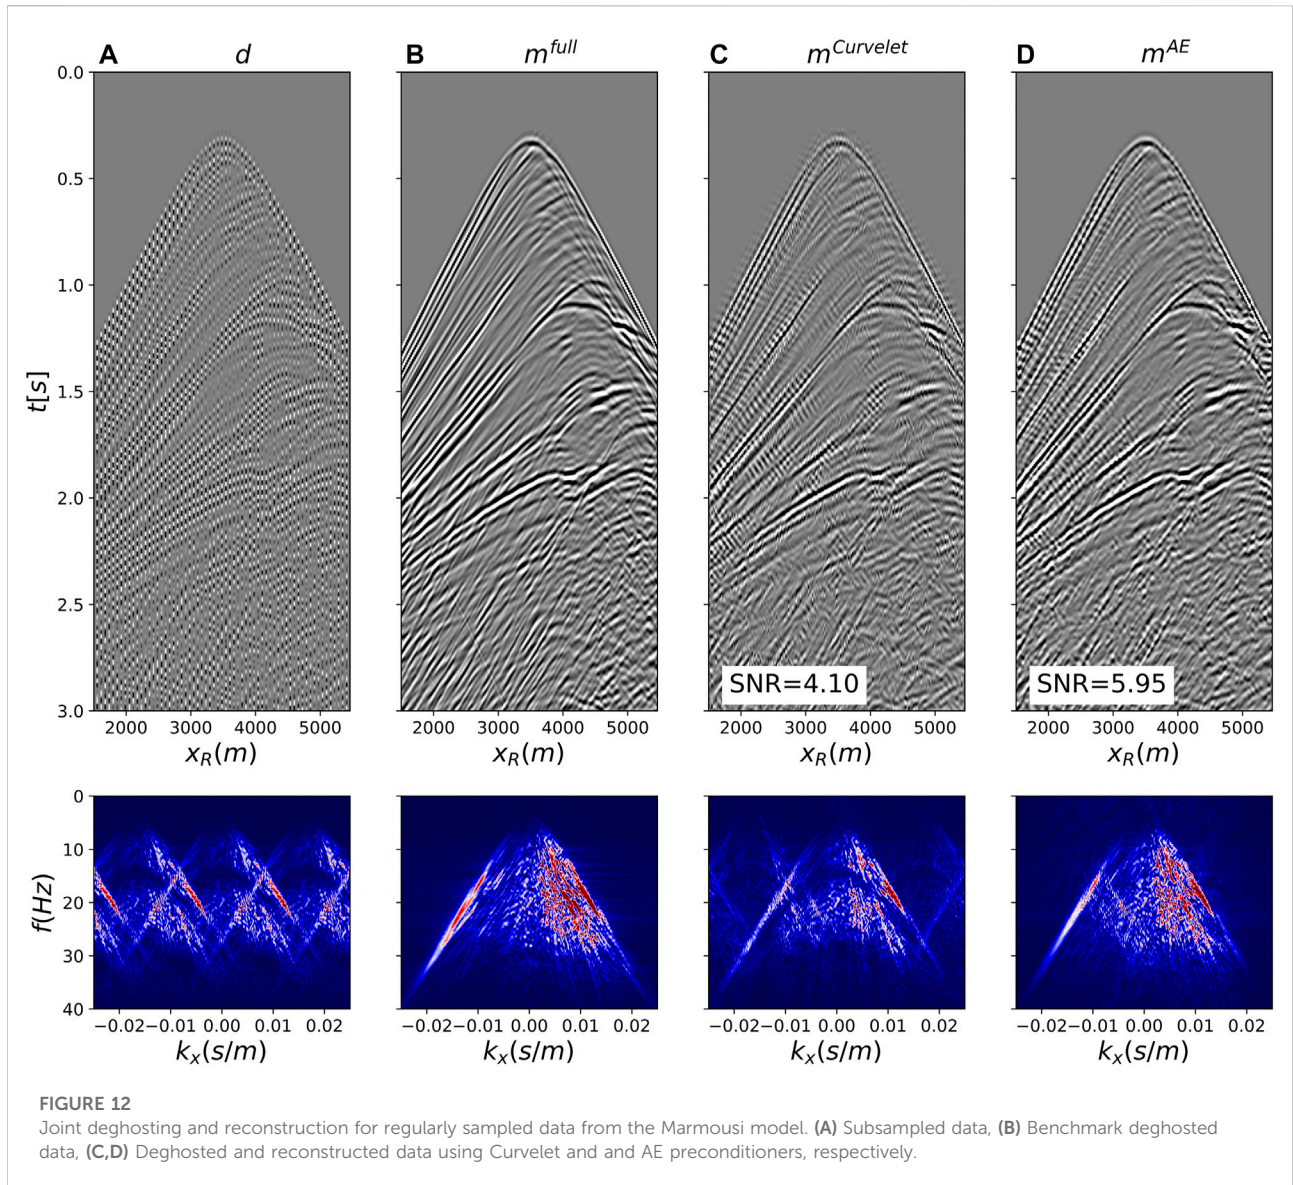 A d
B m^full
C m^Curvelet
D m^AE
0.0
0.5
1.0
1.5
2.0
2.5
3.0
t[s]
SNR=4.10
SNR=5.95
2000 3000 4000 5000
2000 3000 4000 5000
2000 3000 4000 5000
2000 3000 4000 5000
x_R(m)
x_R(m)
x_R(m)
x_R(m)
0
10
20
30
40
f(Hz)
−0.02 −0.01 0.00 0.01 0.02
−0.02 −0.01 0.00 0.01 0.02
−0.02 −0.01 0.00 0.01 0.02
−0.02 −0.01 0.00 0.01 0.02
k_x(s/m)
k_x(s/m)
k_x(s/m)
k_x(s/m)
FIGURE 12
Joint deghosting and reconstruction for regularly sampled data from the Marmousi model. (A) Subsampled data, (B) Benchmark deghosted
data, (C,D) Deghosted and reconstructed data using Curvelet and and AE preconditioners, respectively.